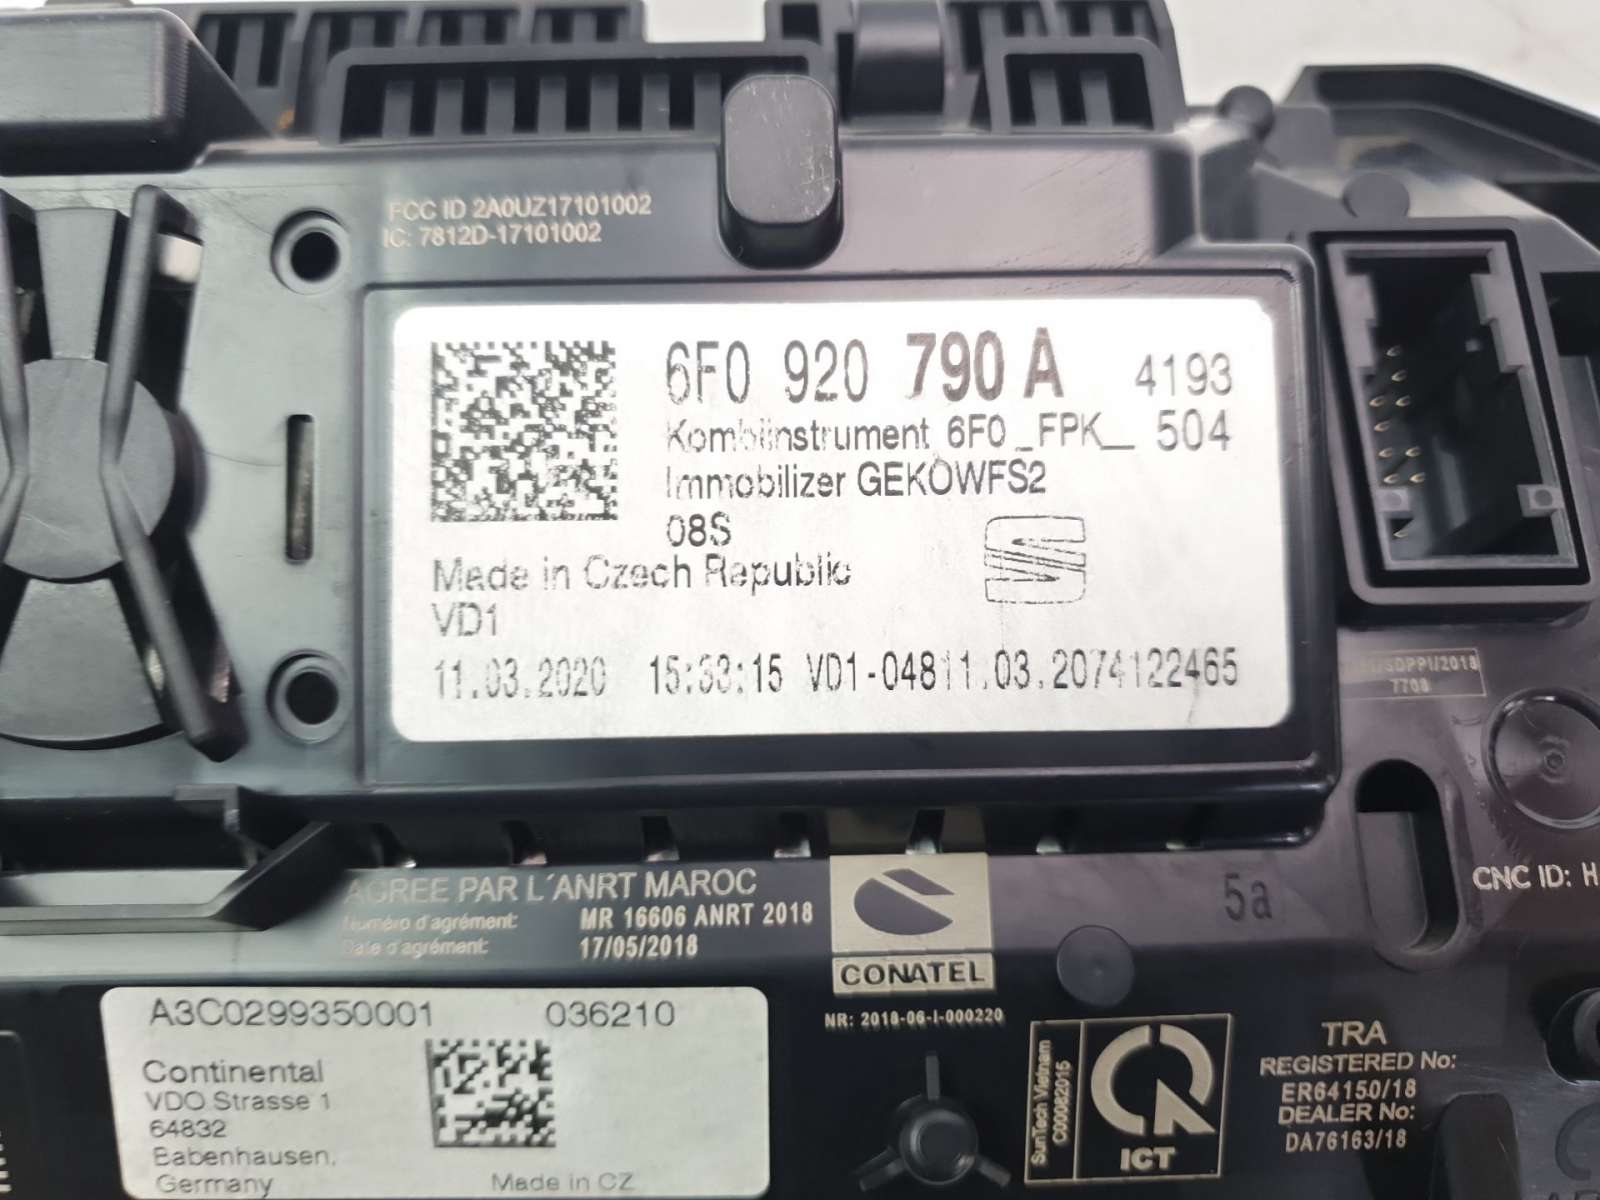 FCC ID 2A0UZ17101002
IC: 7812D-17101002
6F0 920 790 A 4193
Kombiinstrument 6F0_FPK_ 504
Immobilizer GEKOWFS2
08S
Made in Czech Republic
VD1
11.03.2020 15:33:15 VD1-04811.03.2074122465
SDPPI/2018
7708
AGREE PAR L'ANRT MAROC
Numéro d'agrément: MR 16606 ANRT 2018
Date d'agrément: 17/05/2018
CONATEL
NR: 2018-06-I-000220
5a
CNC ID: H
A3C0299350001 036210
Continental
VDO Strasse 1
64832
Babenhausen,
Germany
Made in CZ
SunTech Vietnam
C00082015
ICT
TRA
REGISTERED No:
ER64150/18
DEALER No:
DA76163/18